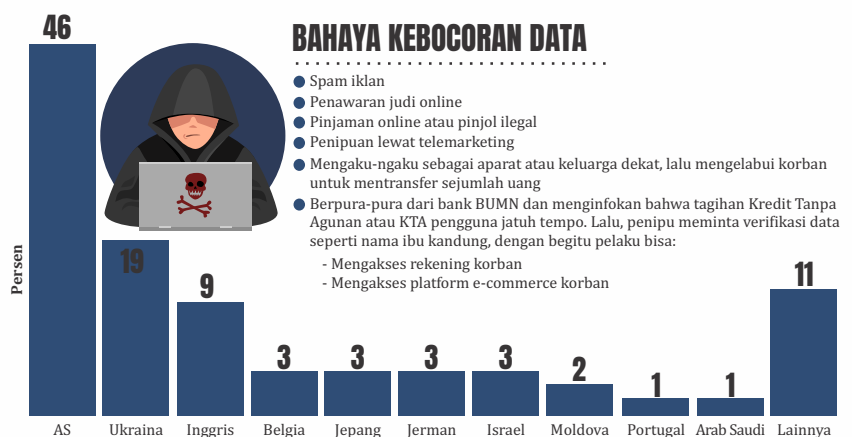 46
BAHAYA KEBOCORAN DATA
Spam iklan
Penawaran judi online
Pinjaman online atau pinjol ilegal
Penipuan lewat telemarketing
Mengaku-ngaku sebagai aparat atau keluarga dekat, lalu mengelabui korban
untuk mentransfer sejumlah uang
Berpura-pura dari bank BUMN dan menginfokan bahwa tagihan Kredit Tanpa
Agunan atau KTA pengguna jatuh tempo. Lalu, penipu meminta verifikasi data
seperti nama ibu kandung, dengan begitu pelaku bisa:
- Mengakses rekening korban
- Mengakses platform e-commerce korban
Persen
19
9
3
3
3
3
2
1
1
11
AS Ukraina Inggris Belgia Jepang Jerman Israel Moldova Portugal Arab Saudi Lainnya